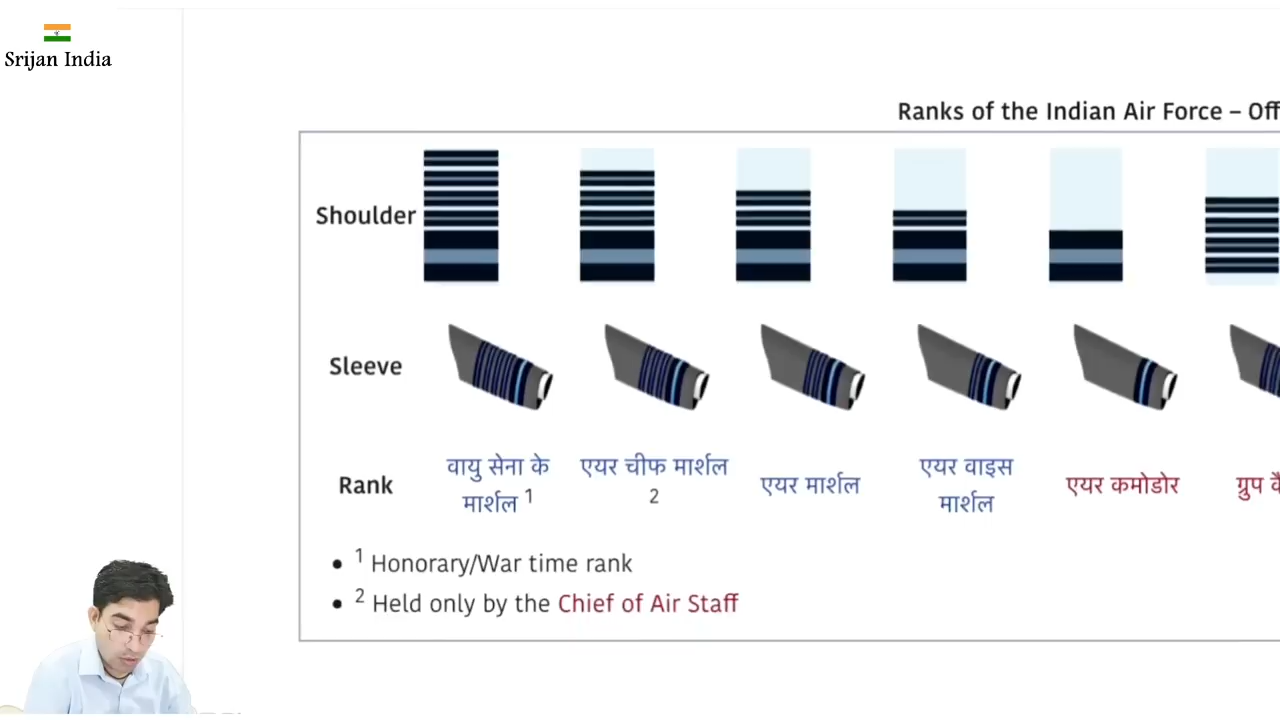 Srijan India
Ranks of the Indian Air Force – Off
Shoulder
Sleeve
Rank
वायु सेना के
मार्शल 1
एयर चीफ मार्शल
2
एयर मार्शल
एयर वाइस
मार्शल
एयर कमोडोर
ग्रुप कै
• 1 Honorary/War time rank
• 2 Held only by the Chief of Air Staff